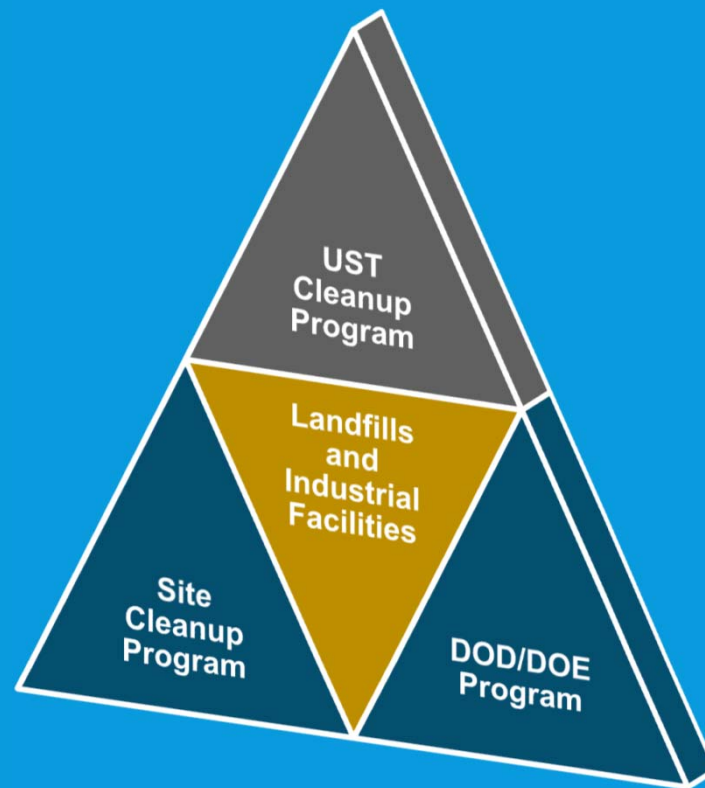 UST
Cleanup
Program
Landfills
and
Industrial
Facilities
Site
Cleanup
Program
DOD/DOE
Program